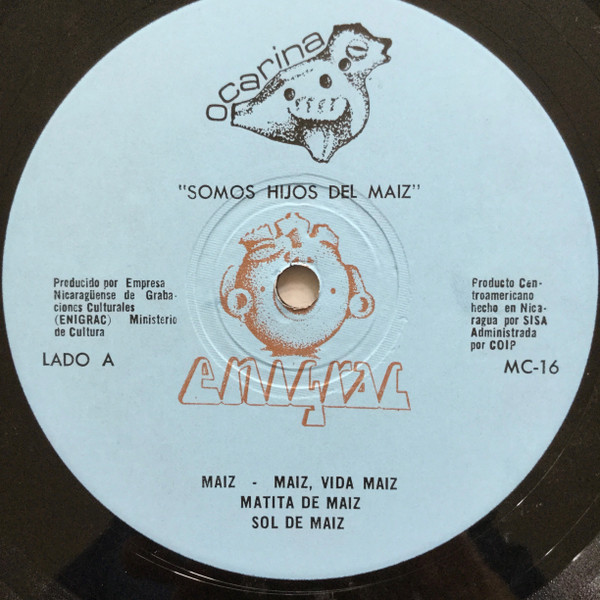 ocarina
"SOMOS HIJOS DEL MAIZ"
Producido por Empresa
Nicaragüense de Graba-
ciones Culturales
(ENIGRAC) Ministerio
de Cultura
LADO A
Producto Cen-
troamericano
hecho en Nica-
ragua por SISA
Administrada
por COIP
MC-16
enigrac
MAIZ - MAIZ, VIDA MAIZ
MATITA DE MAIZ
SOL DE MAIZ